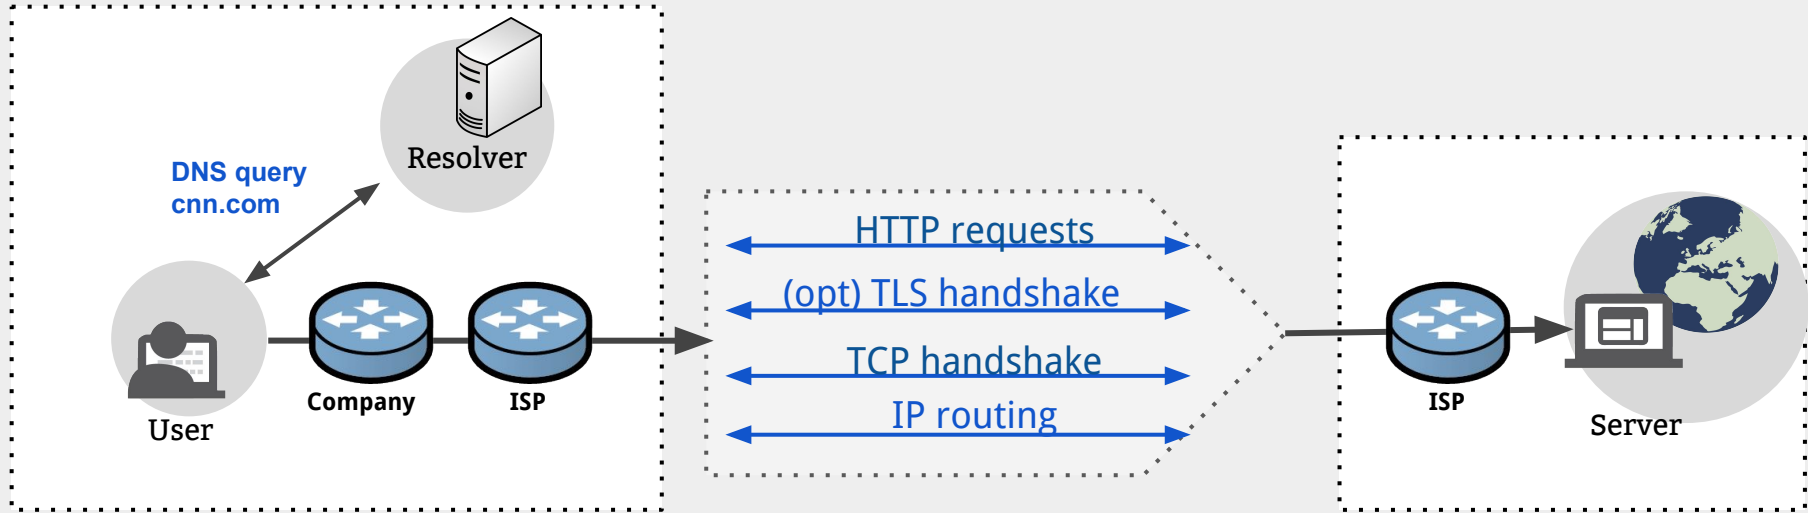 Resolver
DNS query
cnn.com
User
Company
ISP
HTTP requests
(opt) TLS handshake
TCP handshake
IP routing
ISP
Server